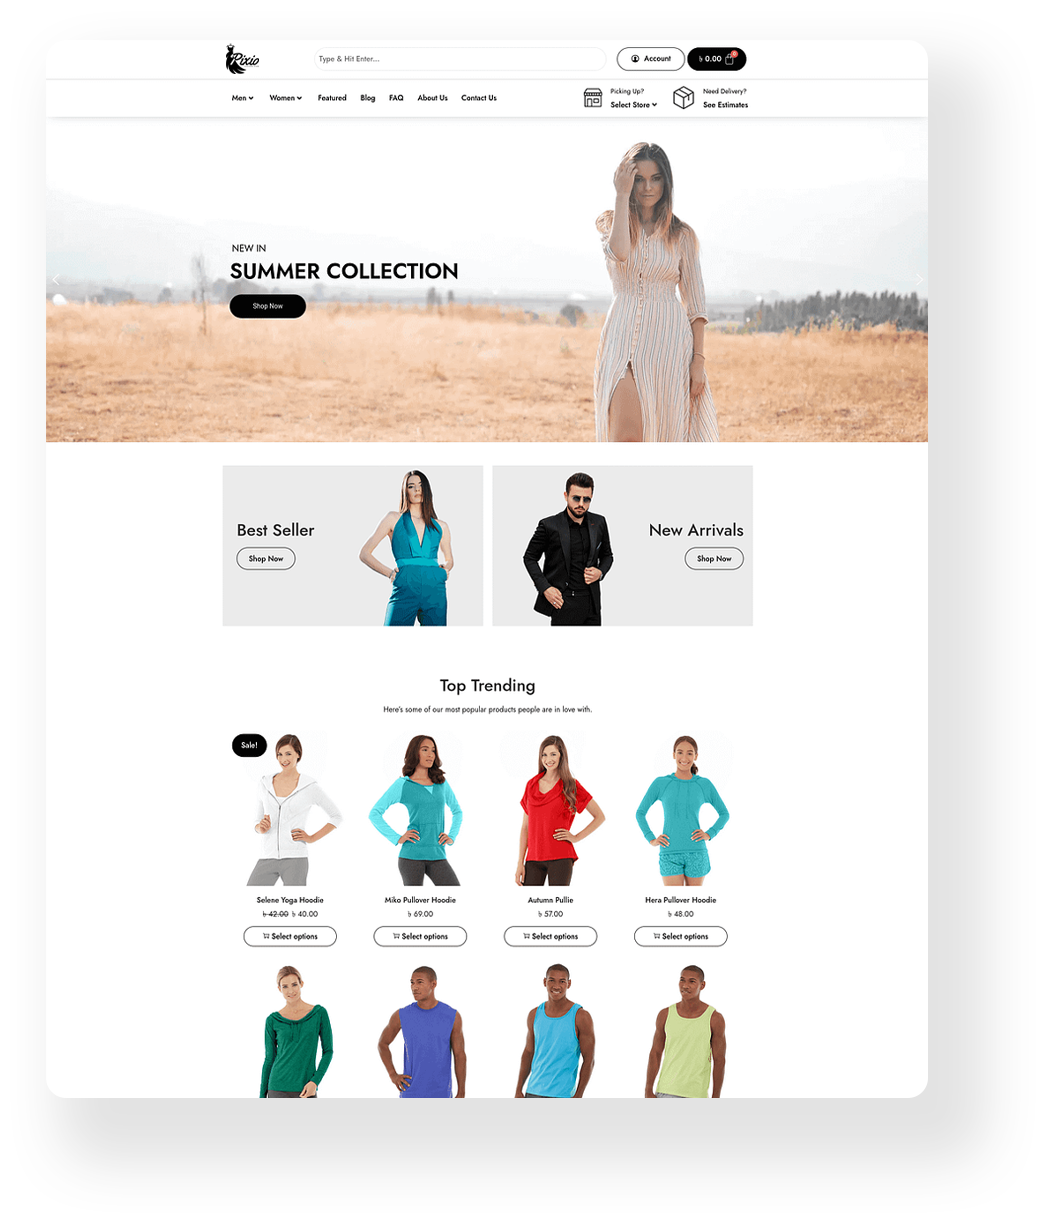 Pixio
Type & Hit Enter...
Account
৳ 0.00
0
Men
Women
Featured
Blog
FAQ
About Us
Contact Us
Picking Up?
Select Store
Need Delivery?
See Estimates
NEW IN
SUMMER COLLECTION
Shop Now
Best Seller
Shop Now
New Arrivals
Shop Now
Top Trending
Here's some of our most popular products people are in love with.
Sale!
Selene Yoga Hoodie
৳ 42.00 ৳ 40.00
Select options
Miko Pullover Hoodie
৳ 69.00
Select options
Autumn Pullie
৳ 57.00
Select options
Hera Pullover Hoodie
৳ 48.00
Select options